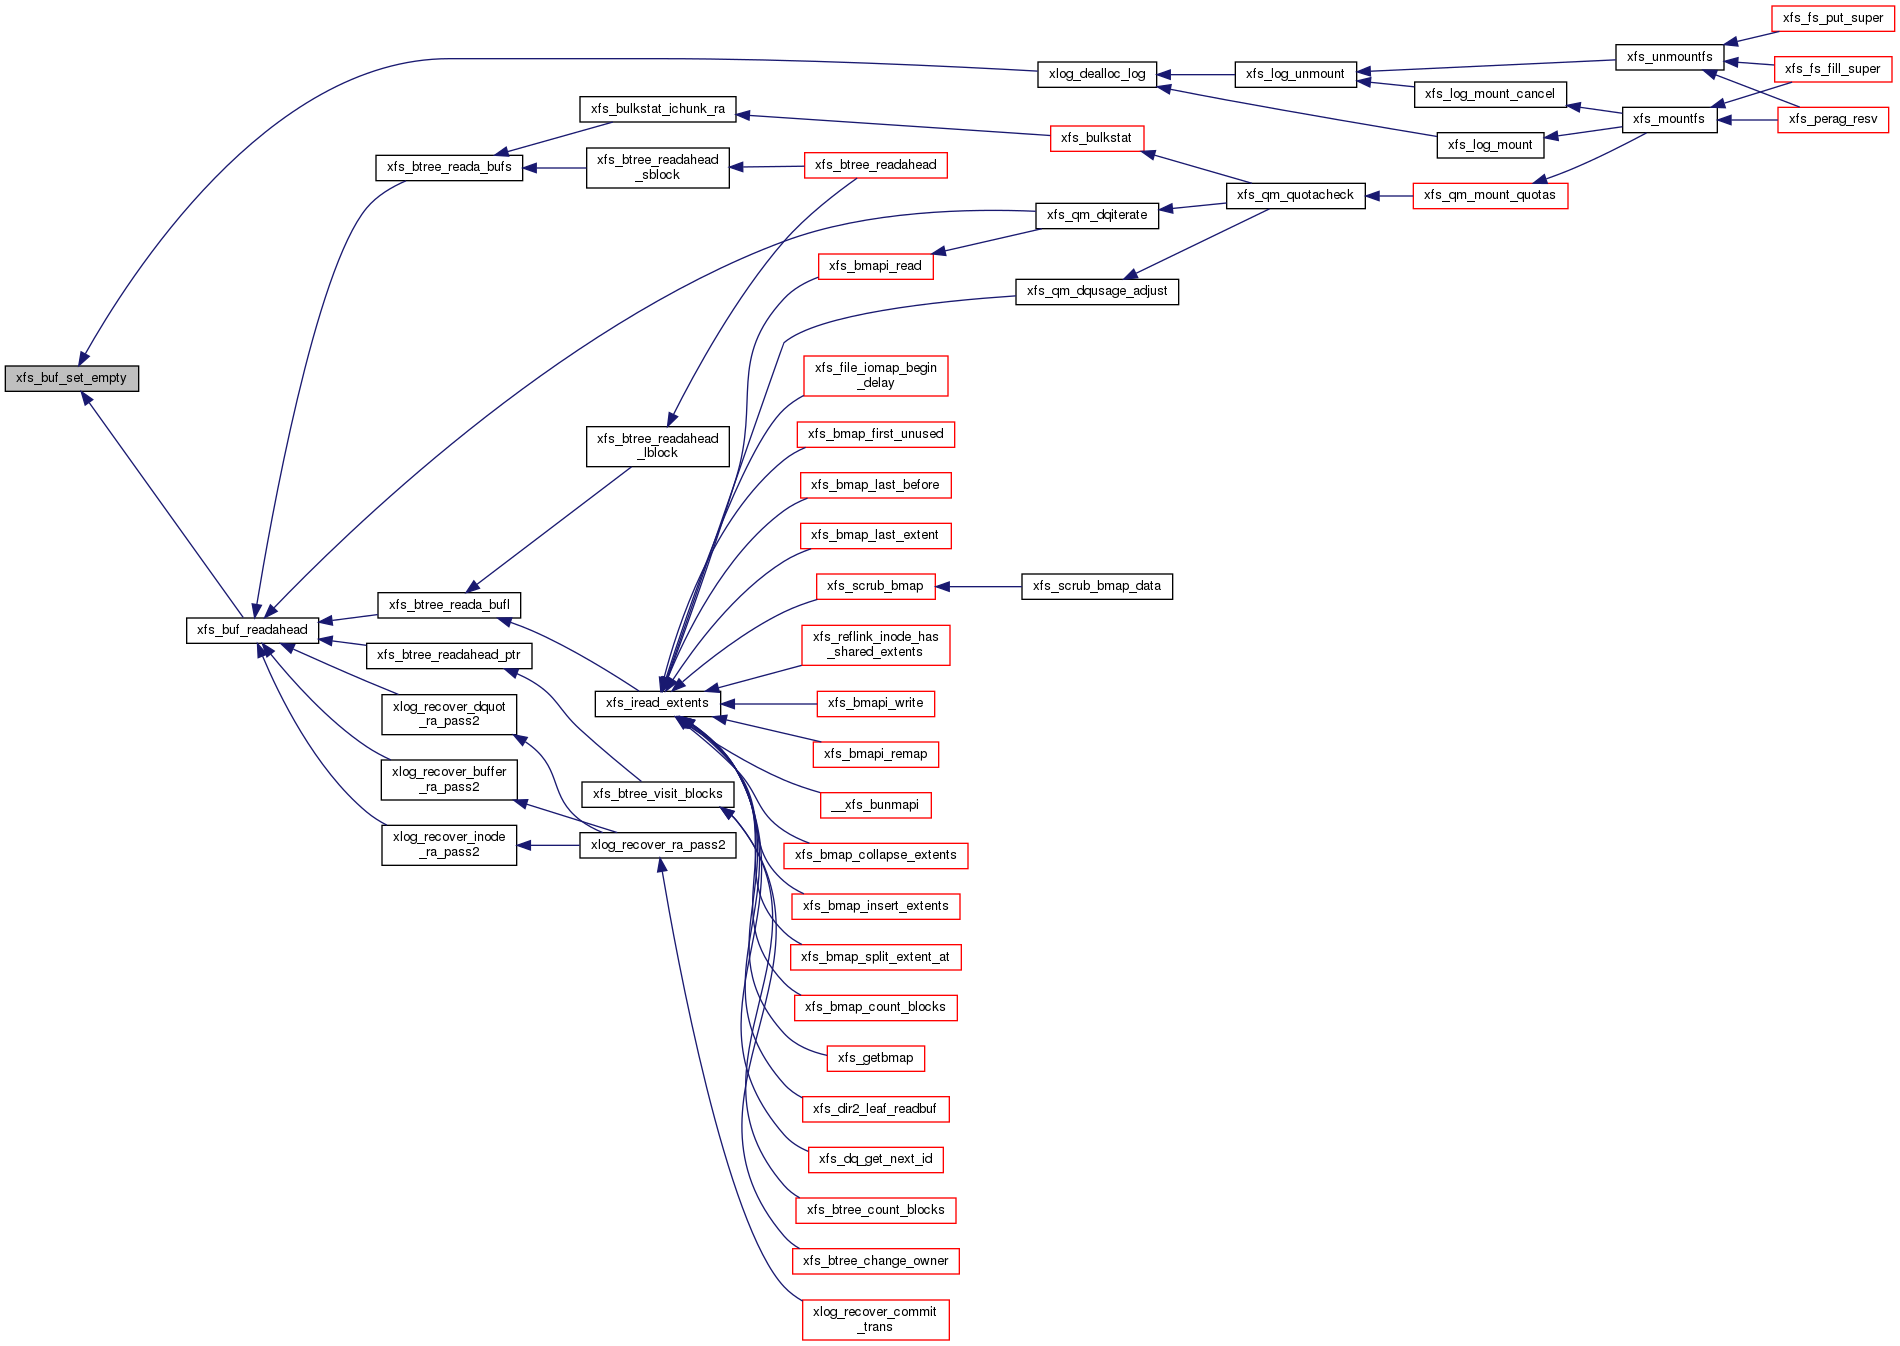 xfs_fs_put_super
xfs_unmountfs
xfs_fs_fill_super
xlog_dealloc_log
xfs_log_unmount
xfs_log_mount_cancel
xfs_bulkstat_ichunk_ra
xfs_mountfs
xfs_perag_resv
xfs_bulkstat
xfs_log_mount
xfs_btree_reada_bufs
xfs_btree_readahead
_sblock
xfs_btree_readahead
xfs_qm_quotacheck
xfs_qm_mount_quotas
xfs_qm_dqiterate
xfs_bmapi_read
xfs_qm_dqusage_adjust
xfs_buf_set_empty
xfs_file_iomap_begin
_delay
xfs_bmap_first_unused
xfs_btree_readahead
_lblock
xfs_bmap_last_before
xfs_bmap_last_extent
xfs_scrub_bmap
xfs_scrub_bmap_data
xfs_btree_reada_bufl
xfs_buf_readahead
xfs_reflink_inode_has
_shared_extents
xfs_btree_readahead_ptr
xfs_iread_extents
xfs_bmapi_write
xlog_recover_dquot
_ra_pass2
xfs_bmapi_remap
xlog_recover_buffer
_ra_pass2
xfs_btree_visit_blocks
__xfs_bunmapi
xlog_recover_inode
_ra_pass2
xlog_recover_ra_pass2
xfs_bmap_collapse_extents
xfs_bmap_insert_extents
xfs_bmap_split_extent_at
xfs_bmap_count_blocks
xfs_getbmap
xfs_dir2_leaf_readbuf
xfs_dq_get_next_id
xfs_btree_count_blocks
xfs_btree_change_owner
xlog_recover_commit
_trans